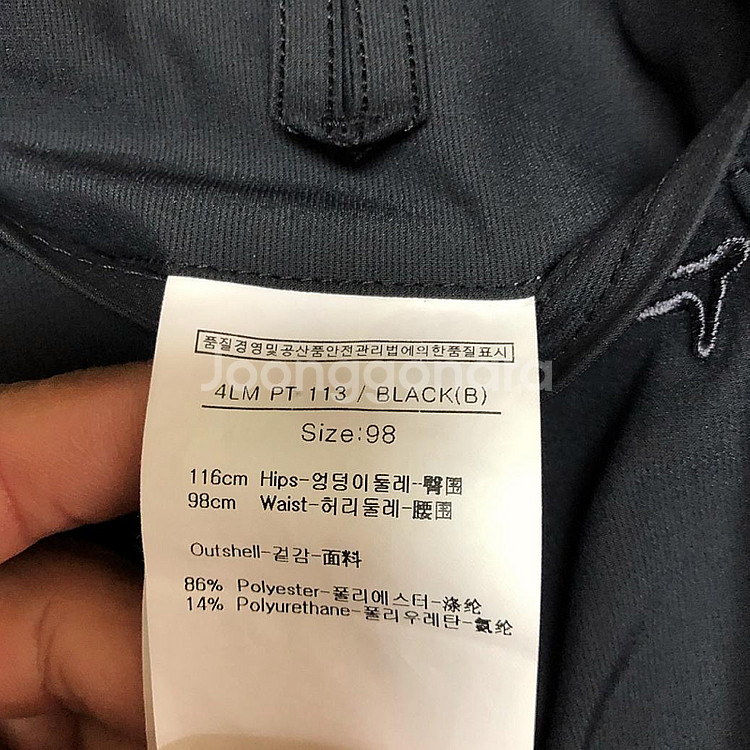 품질경영및공산품안전관리법에의한품질표시
Joonggonara
4LM PT-113 / BLACK(B)
Size:98
116cm Hips-엉덩이둘레-臀围
98cm Waist-허리둘레-腰围
Outshell-겉감-面料
86% Polyester-폴리에스터-涤纶
14% Polyurethane-폴리우레탄-氨纶